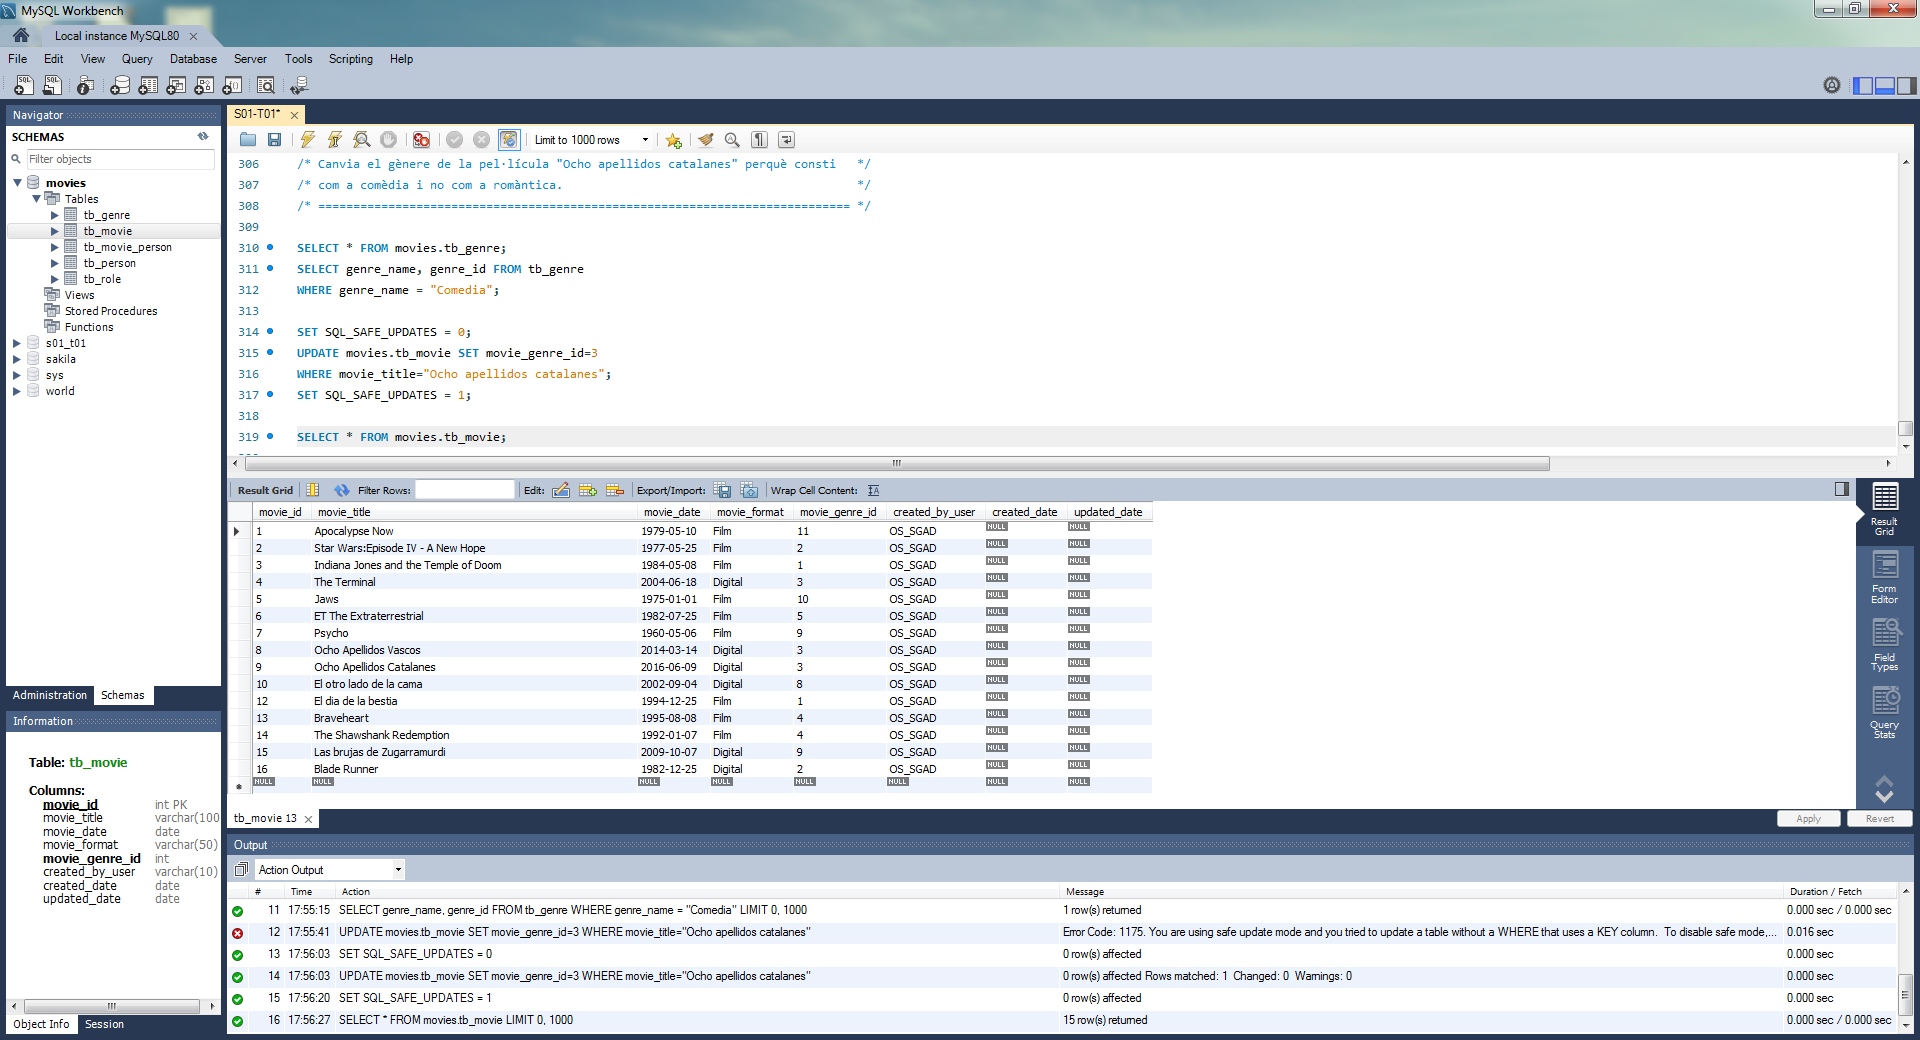 MySQL Workbench
Local instance MySQL80
File Edit View Query Database Server Tools Scripting Help
Navigator
SCHEMAS
Filter objects
movies
Tables
tb_genre
tb_movie
tb_movie_person
tb_person
tb_role
Views
Stored Procedures
Functions
s01_t01
sakila
sys
world
Administration Schemas
Information
Table: tb_movie
Columns:
movie_id int PK
movie_title varchar(100
movie_date date
movie_format varchar(50)
movie_genre_id int
created_by_user varchar(10)
created_date date
updated_date date
Object Info Session
S01-T01*
Limit to 1000 rows
306 /* Canvia el gènere de la pel·lícula "Ocho apellidos catalanes" perquè consti */
307 /* com a comèdia i no com a romàntica. */
308 /* ============================================================================ */
309
310 SELECT * FROM movies.tb_genre;
311 SELECT genre_name, genre_id FROM tb_genre
312 WHERE genre_name = "Comedia";
313
314 SET SQL_SAFE_UPDATES = 0;
315 UPDATE movies.tb_movie SET movie_genre_id=3
316 WHERE movie_title="Ocho apellidos catalanes";
317 SET SQL_SAFE_UPDATES = 1;
318
319 SELECT * FROM movies.tb_movie;
Result Grid Filter Rows: Edit: Export/Import: Wrap Cell Content:
movie_id movie_title movie_date movie_format movie_genre_id created_by_user created_date updated_date
1 Apocalypse Now 1979-05-10 Film 11 OS_SGAD NULL NULL
2 Star Wars:Episode IV - A New Hope 1977-05-25 Film 2 OS_SGAD NULL NULL
3 Indiana Jones and the Temple of Doom 1984-05-08 Film 1 OS_SGAD NULL NULL
4 The Terminal 2004-06-18 Digital 3 OS_SGAD NULL NULL
5 Jaws 1975-01-01 Film 10 OS_SGAD NULL NULL
6 ET The Extraterrestrial 1982-07-25 Film 5 OS_SGAD NULL NULL
7 Psycho 1960-05-06 Film 9 OS_SGAD NULL NULL
8 Ocho Apellidos Vascos 2014-03-14 Digital 3 OS_SGAD NULL NULL
9 Ocho Apellidos Catalanes 2016-06-09 Digital 3 OS_SGAD NULL NULL
10 El otro lado de la cama 2002-09-04 Digital 8 OS_SGAD NULL NULL
12 El dia de la bestia 1994-12-25 Film 1 OS_SGAD NULL NULL
13 Braveheart 1995-08-08 Film 4 OS_SGAD NULL NULL
14 The Shawshank Redemption 1992-01-07 Film 4 OS_SGAD NULL NULL
15 Las brujas de Zugarramurdi 2009-10-07 Digital 9 OS_SGAD NULL NULL
16 Blade Runner 1982-12-25 Digital 2 OS_SGAD NULL NULL
NULL NULL NULL NULL NULL NULL NULL NULL
Result Grid
Form Editor
Field Types
Query Stats
tb_movie 13
Apply Revert
Output
Action Output
# Time Action Message Duration / Fetch
11 17:55:15 SELECT genre_name, genre_id FROM tb_genre WHERE genre_name = "Comedia" LIMIT 0, 1000 1 row(s) returned 0.000 sec / 0.000 sec
12 17:55:41 UPDATE movies.tb_movie SET movie_genre_id=3 WHERE movie_title="Ocho apellidos catalanes" Error Code: 1175. You are using safe update mode and you tried to update a table without a WHERE that uses a KEY column. To disable safe mode,... 0.016 sec
13 17:56:03 SET SQL_SAFE_UPDATES = 0 0 row(s) affected 0.000 sec
14 17:56:03 UPDATE movies.tb_movie SET movie_genre_id=3 WHERE movie_title="Ocho apellidos catalanes" 0 row(s) affected Rows matched: 1 Changed: 0 Warnings: 0 0.000 sec
15 17:56:20 SET SQL_SAFE_UPDATES = 1 0 row(s) affected 0.000 sec
16 17:56:27 SELECT * FROM movies.tb_movie LIMIT 0, 1000 15 row(s) returned 0.000 sec / 0.000 sec